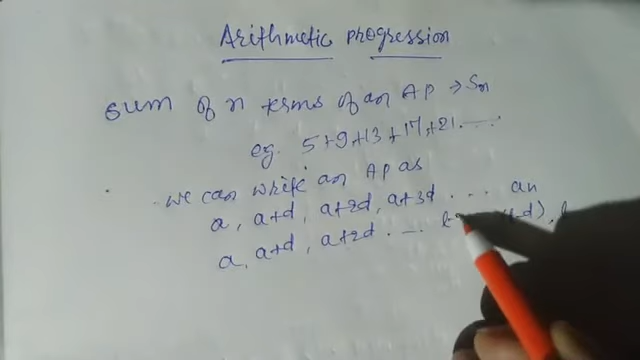 Arithmetic progression
sum of n terms of an AP → Sn
eg. 5+9+13+17+21.....
we can write an AP as
a, a+d, a+2d, a+3d ... an
a, a+d, a+2d .... -d), l